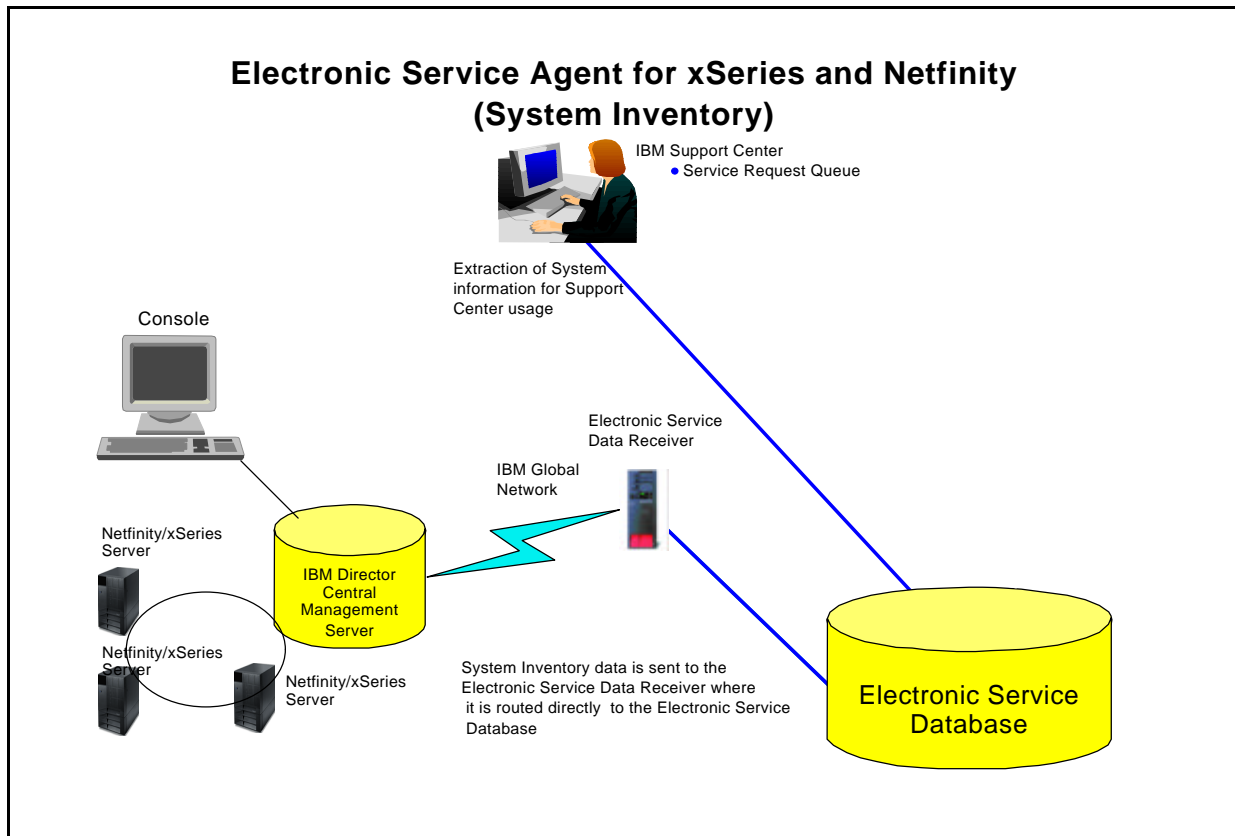 Electronic Service Agent for xSeries and Netfinity
(System Inventory)
IBM Support Center
• Service Request Queue
Extraction of System
information for Support
Center usage
Console
Electronic Service
Data Receiver
IBM Global
Network
Netfinity/xSeries
Server
IBM Director
Central
Management
Server
Netfinity/xSeries
Server
Netfinity/xSeries
Server
System Inventory data is sent to the
Electronic Service Data Receiver where
it is routed directly to the Electronic Service
Database
Electronic Service
Database